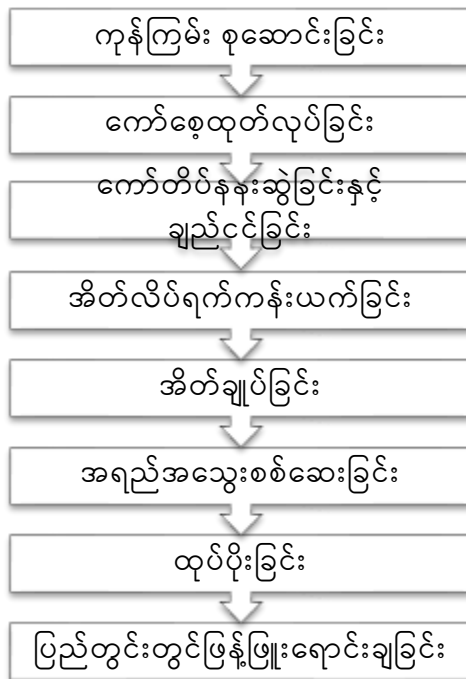 ကုန်ကြမ်း စုဆောင်းခြင်း
ကော်စေ့ထုတ်လုပ်ခြင်း
ကော်တိပ်နန်းဆွဲခြင်းနှင့်
ချည်ငင်ခြင်း
အိတ်လိပ်ရက်ကန်းယက်ခြင်း
အိတ်ချုပ်ခြင်း
အရည်အသွေးစစ်ဆေးခြင်း
ထုပ်ပိုးခြင်း
ပြည်တွင်းတွင်ဖြန့်ဖြူးရောင်းချခြင်း